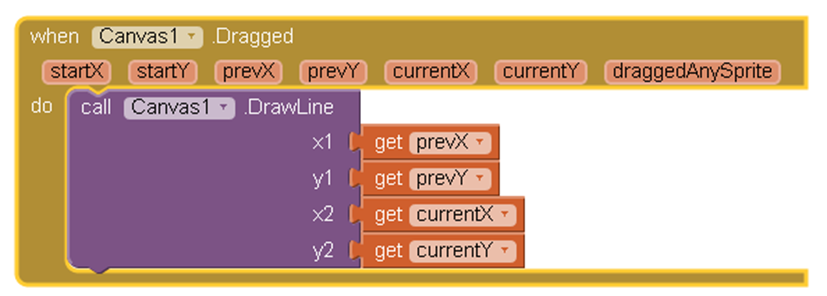 when Canvas1 .Dragged
startX startY prevX prevY currentX currentY draggedAnySprite
do call Canvas1 .DrawLine
x1 get prevX
y1 get prevY
x2 get currentX
y2 get currentY